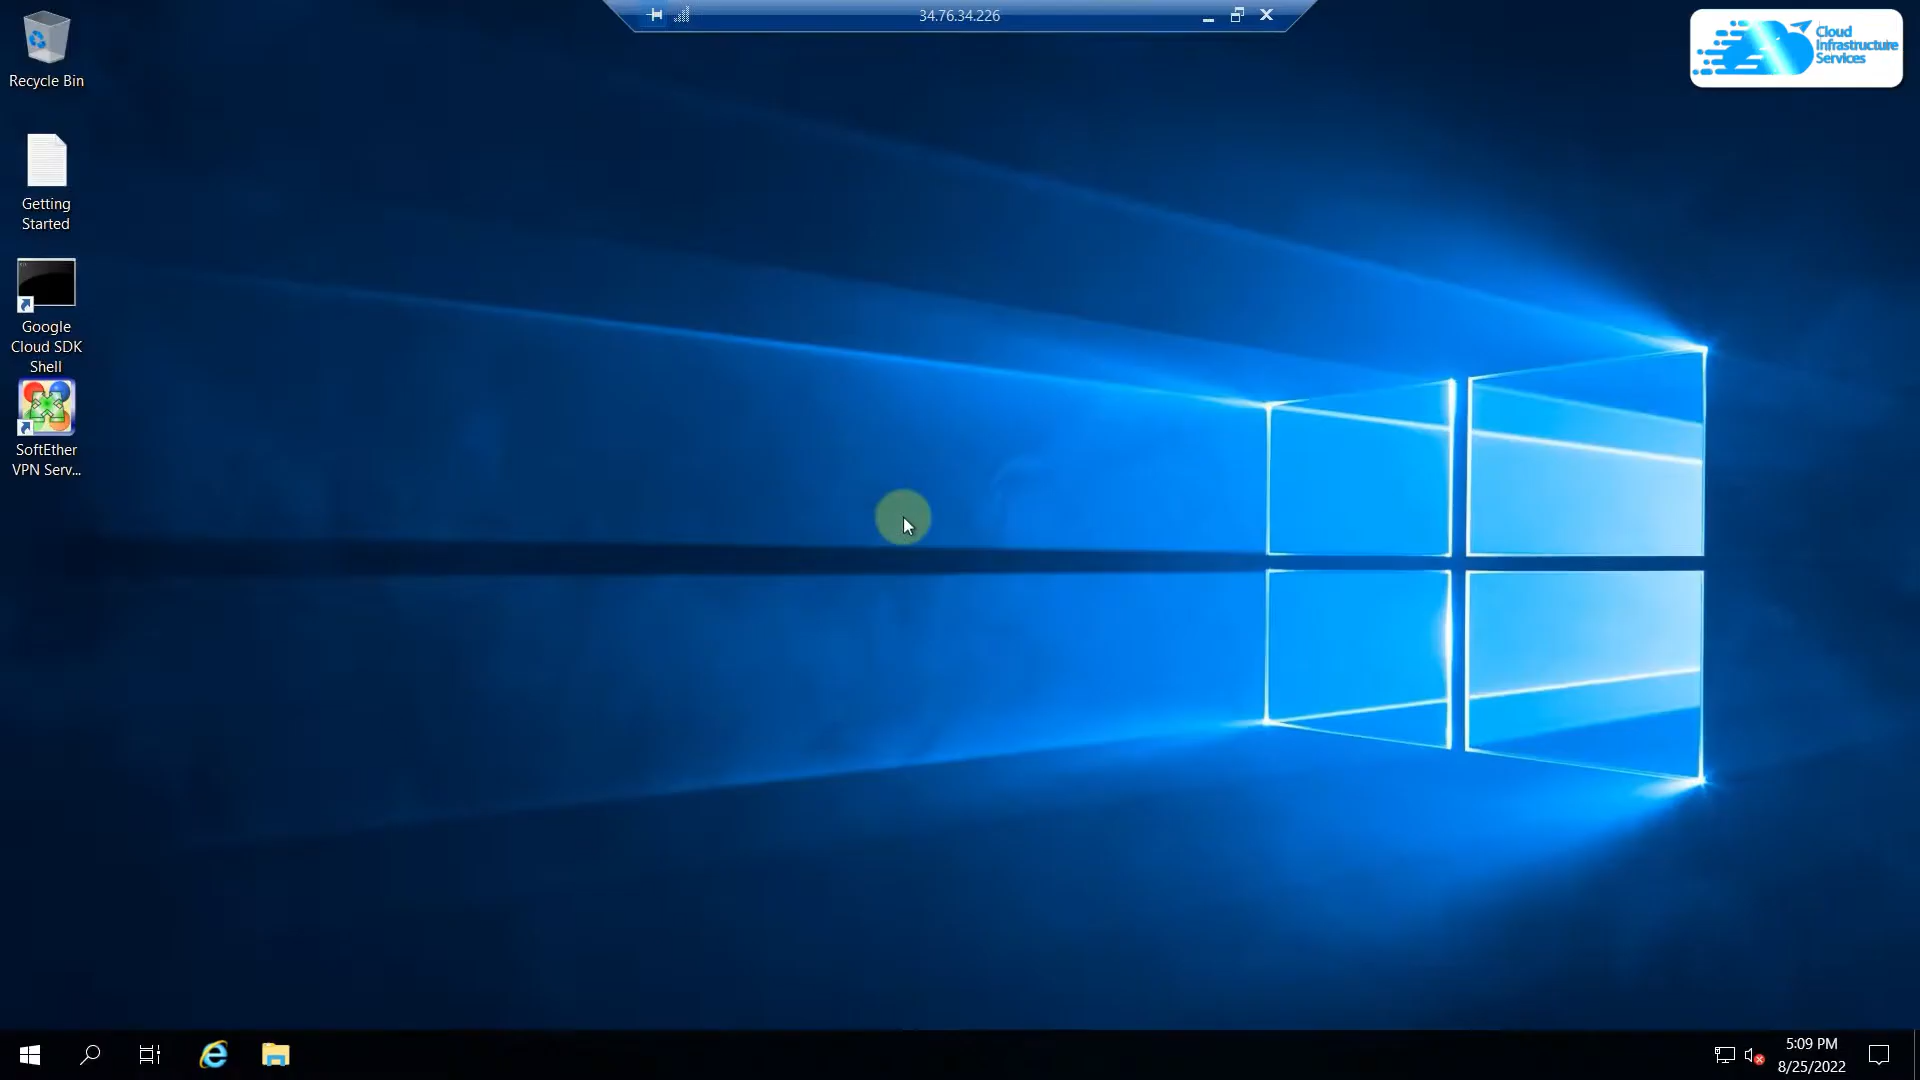 34.76.34.226
Cloud
Infrastructure
Services
Recycle Bin
Getting
Started
Google
Cloud SDK
Shell
SoftEther
VPN Serv...
5:09 PM
8/25/2022